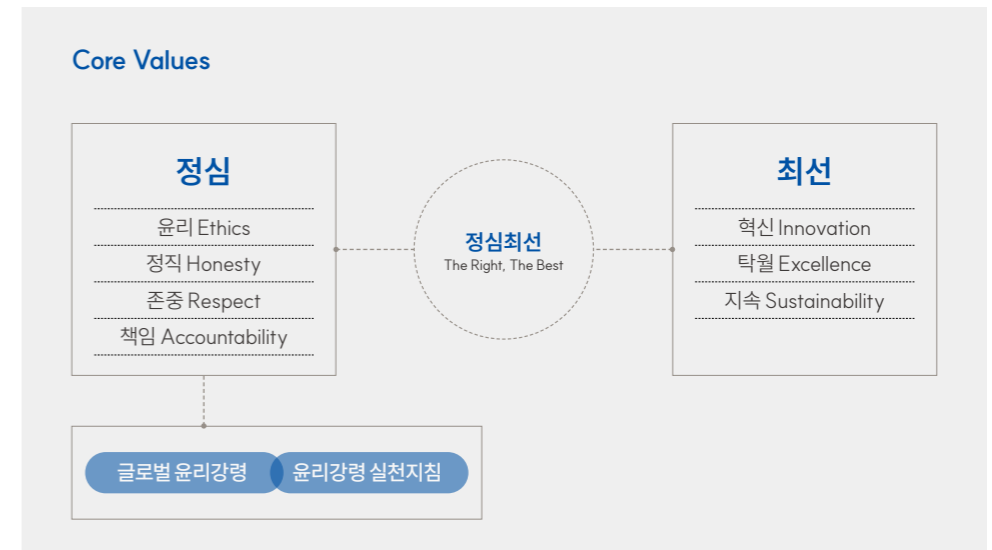 Core Values
정심
윤리 Ethics
정직 Honesty
존중 Respect
책임 Accountability
정심최선
The Right, The Best
최선
혁신 Innovation
탁월 Excellence
지속 Sustainability
글로벌 윤리강령
윤리강령 실천지침